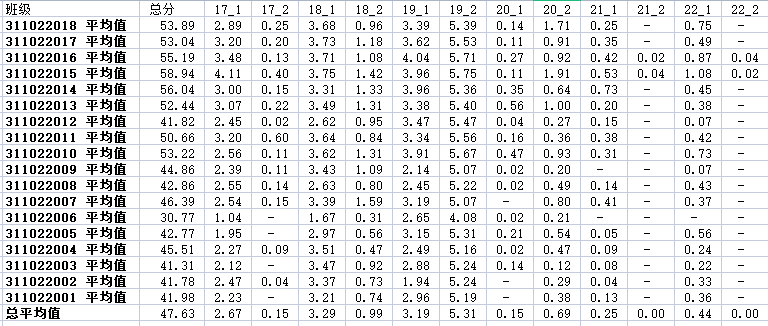 班级 总分 17_1 17_2 18_1 18_2 19_1 19_2 20_1 20_2 21_1 21_2 22_1 22_2
311022018 平均值 53.89 2.89 0.25 3.68 0.96 3.39 5.39 0.14 1.71 0.25 - 0.75 -
311022017 平均值 53.04 3.20 0.20 3.73 1.18 3.62 5.53 0.11 0.91 0.35 - 0.49 -
311022016 平均值 55.19 3.48 0.13 3.71 1.08 4.04 5.71 0.27 0.92 0.42 0.02 0.87 0.04
311022015 平均值 58.94 4.11 0.40 3.75 1.42 3.96 5.75 0.11 1.91 0.53 0.04 1.08 0.02
311022014 平均值 56.04 3.00 0.15 3.31 1.33 3.96 5.36 0.35 0.64 0.73 - 0.45 -
311022013 平均值 52.44 3.07 0.22 3.49 1.31 3.38 5.40 0.56 1.00 0.20 - 0.38 -
311022012 平均值 41.82 2.45 0.02 2.62 0.95 3.47 5.47 0.04 0.27 0.15 - 0.07 -
311022011 平均值 50.66 3.20 0.60 3.64 0.84 3.34 5.56 0.16 0.36 0.38 - 0.42 -
311022010 平均值 53.22 2.56 0.11 3.62 1.31 3.91 5.67 0.47 0.93 0.31 - 0.73 -
311022009 平均值 44.86 2.39 0.11 3.43 1.09 2.14 5.07 0.02 0.20 - - 0.07 -
311022008 平均值 42.86 2.55 0.14 2.63 0.80 2.45 5.22 0.02 0.49 0.14 - 0.43 -
311022007 平均值 46.39 2.54 0.15 3.39 1.59 3.19 5.07 - 0.80 0.41 - 0.37 -
311022006 平均值 30.77 1.04 - 1.67 0.31 2.65 4.08 0.02 0.21 - - - -
311022005 平均值 42.77 1.95 - 2.97 0.56 3.15 5.31 0.21 0.54 0.05 - 0.56 -
311022004 平均值 45.51 2.27 0.09 3.51 0.47 2.49 5.16 0.02 0.47 0.09 - 0.24 -
311022003 平均值 41.31 2.12 - 3.47 0.92 2.88 5.24 0.14 0.12 0.08 - 0.22 -
311022002 平均值 41.78 2.47 0.04 3.37 0.73 1.94 5.24 - 0.29 0.04 - 0.33 -
311022001 平均值 41.98 2.23 - 3.21 0.74 2.96 5.19 - 0.38 0.13 - 0.36 -
总平均值 47.63 2.67 0.15 3.29 0.99 3.19 5.31 0.15 0.69 0.25 0.00 0.44 0.00